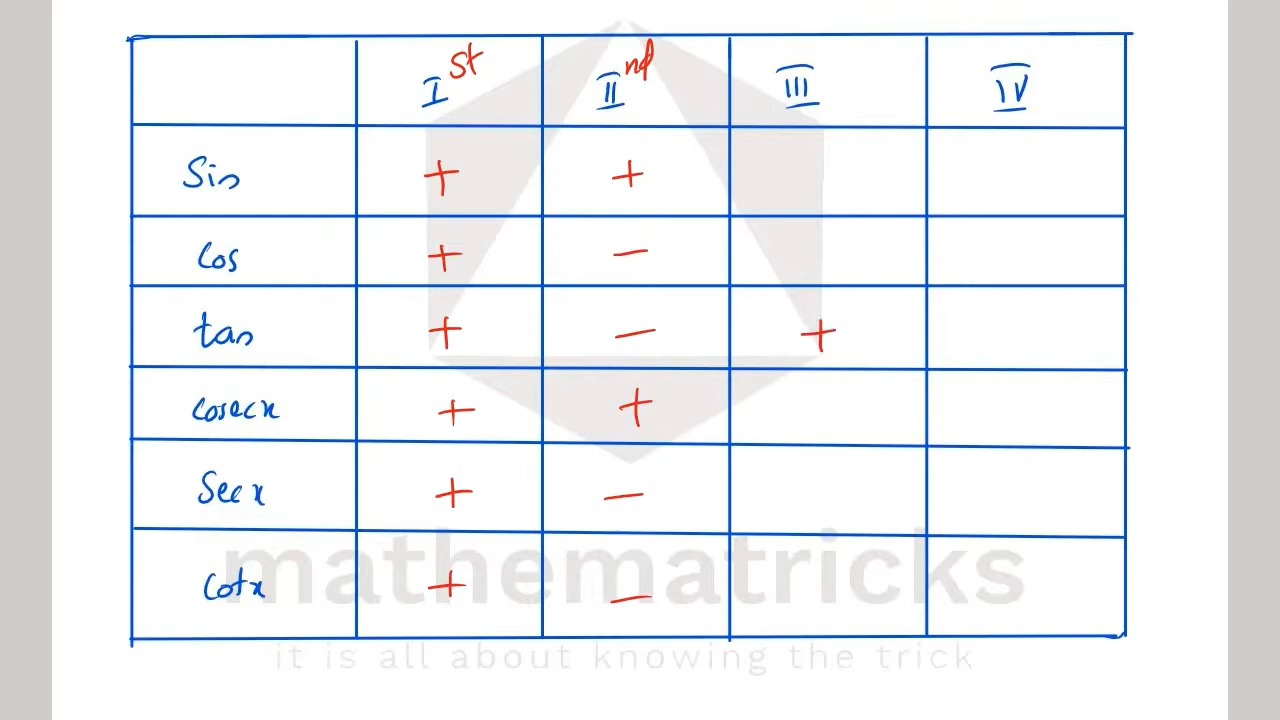 I st II nd III IV
Sin + +
Cos + −
tan + − +
Cosecx + +
Secx + −
Cotx + −
mathematricks
it is all about knowing the trick